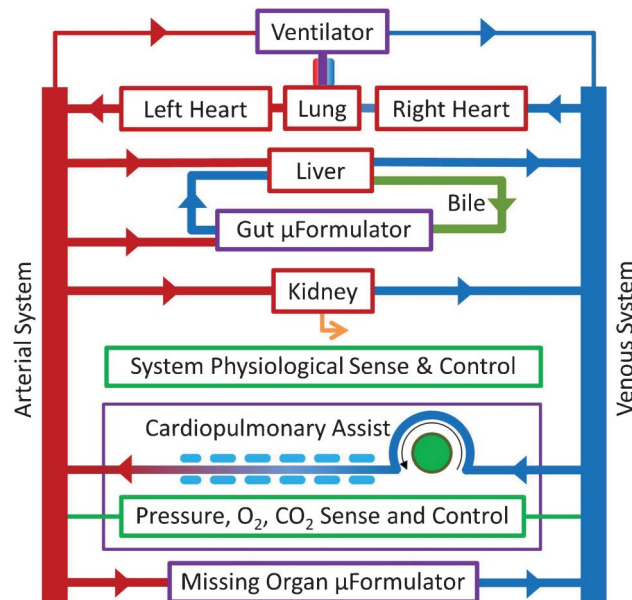 Ventilator
Left Heart
Lung
Right Heart
Liver
Bile
Gut μFormulator
Kidney
Arterial System
Venous System
System Physiological Sense & Control
Cardiopulmonary Assist
Pressure, O₂, CO₂ Sense and Control
Missing Organ μFormulator